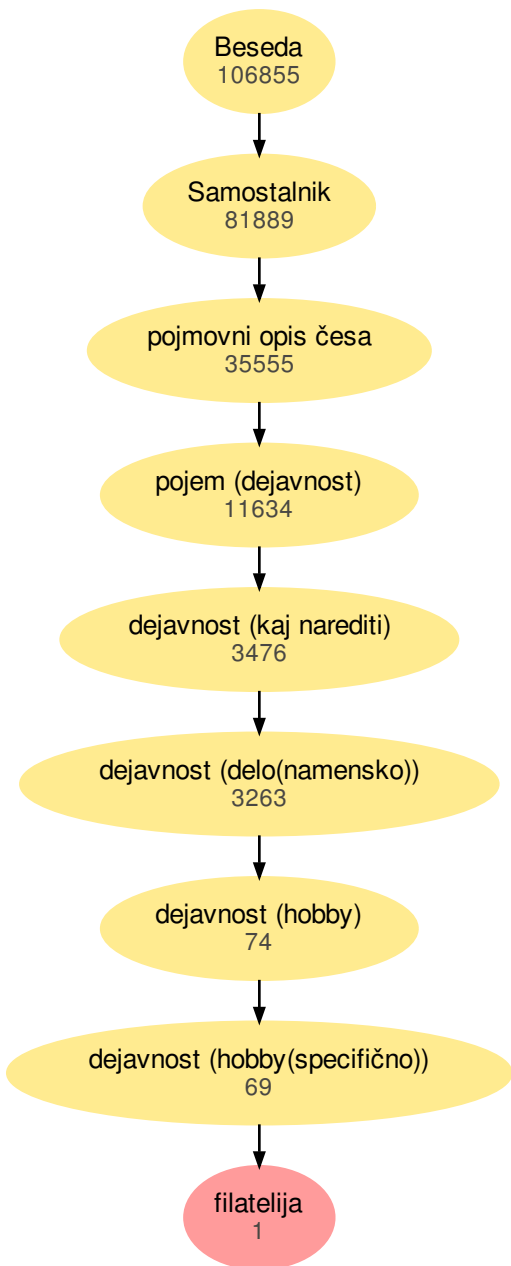 Beseda
106855
Samostalnik
81889
pojmovni opis česa
35555
pojem (dejavnost)
11634
dejavnost (kaj narediti)
3476
dejavnost (delo(namensko))
3263
dejavnost (hobby)
74
dejavnost (hobby(specifično))
69
filatelija
1